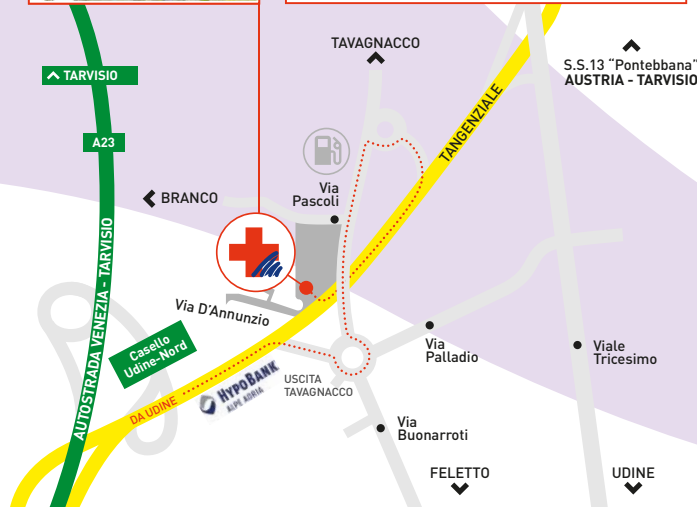 TAVAGNACCO
S.S.13 “Pontebbana”
AUSTRIA - TARVISIO
TARVISIO
A23
TANGENZIALE
BRANCO
Via
Pascoli
AUTOSTRADA VENEZIA - TARVISIO
Via D’Annunzio
Casello
Udine-Nord
Via
Palladio
Viale
Tricesimo
DA UDINE
HYPO BANK
ALPE ADRIA
USCITA
TAVAGNACCO
Via
Buonarroti
FELETTO
UDINE